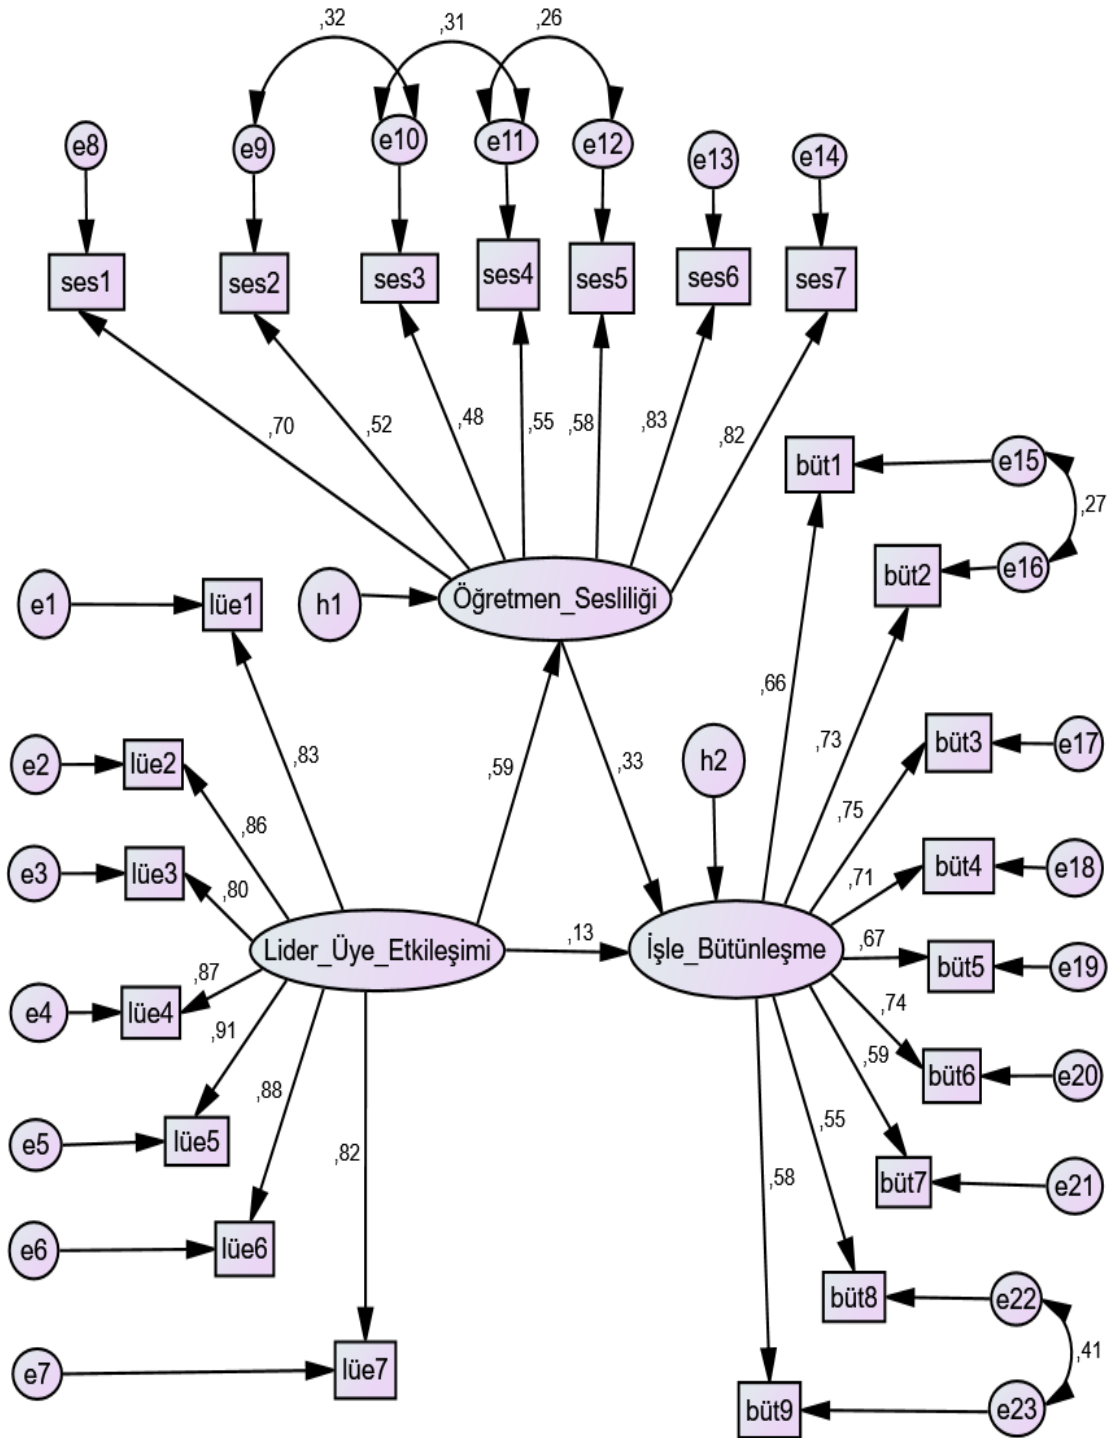 ,32
,31
,26
e8
e9
e10
e11
e12
e13
e14
ses1
ses2
ses3
ses4
ses5
ses6
ses7
,70
,52
,48
,55
,58
,83
,82
büt1
e15
,27
büt2
e16
e1
lüe1
h1
Öğretmen_Sesliliği
,66
,73
e2
lüe2
,83
,59
,33
h2
büt3
e17
,75
,86
e3
lüe3
,80
,71
büt4
e18
Lider_Üye_Etkileşimi
,13
İşle_Bütünleşme
,67
büt5
e19
,87
e4
lüe4
,91
,74
,59
büt6
e20
,88
,55
e5
lüe5
,82
,58
büt7
e21
e6
lüe6
büt8
e22
,41
e7
lüe7
büt9
e23